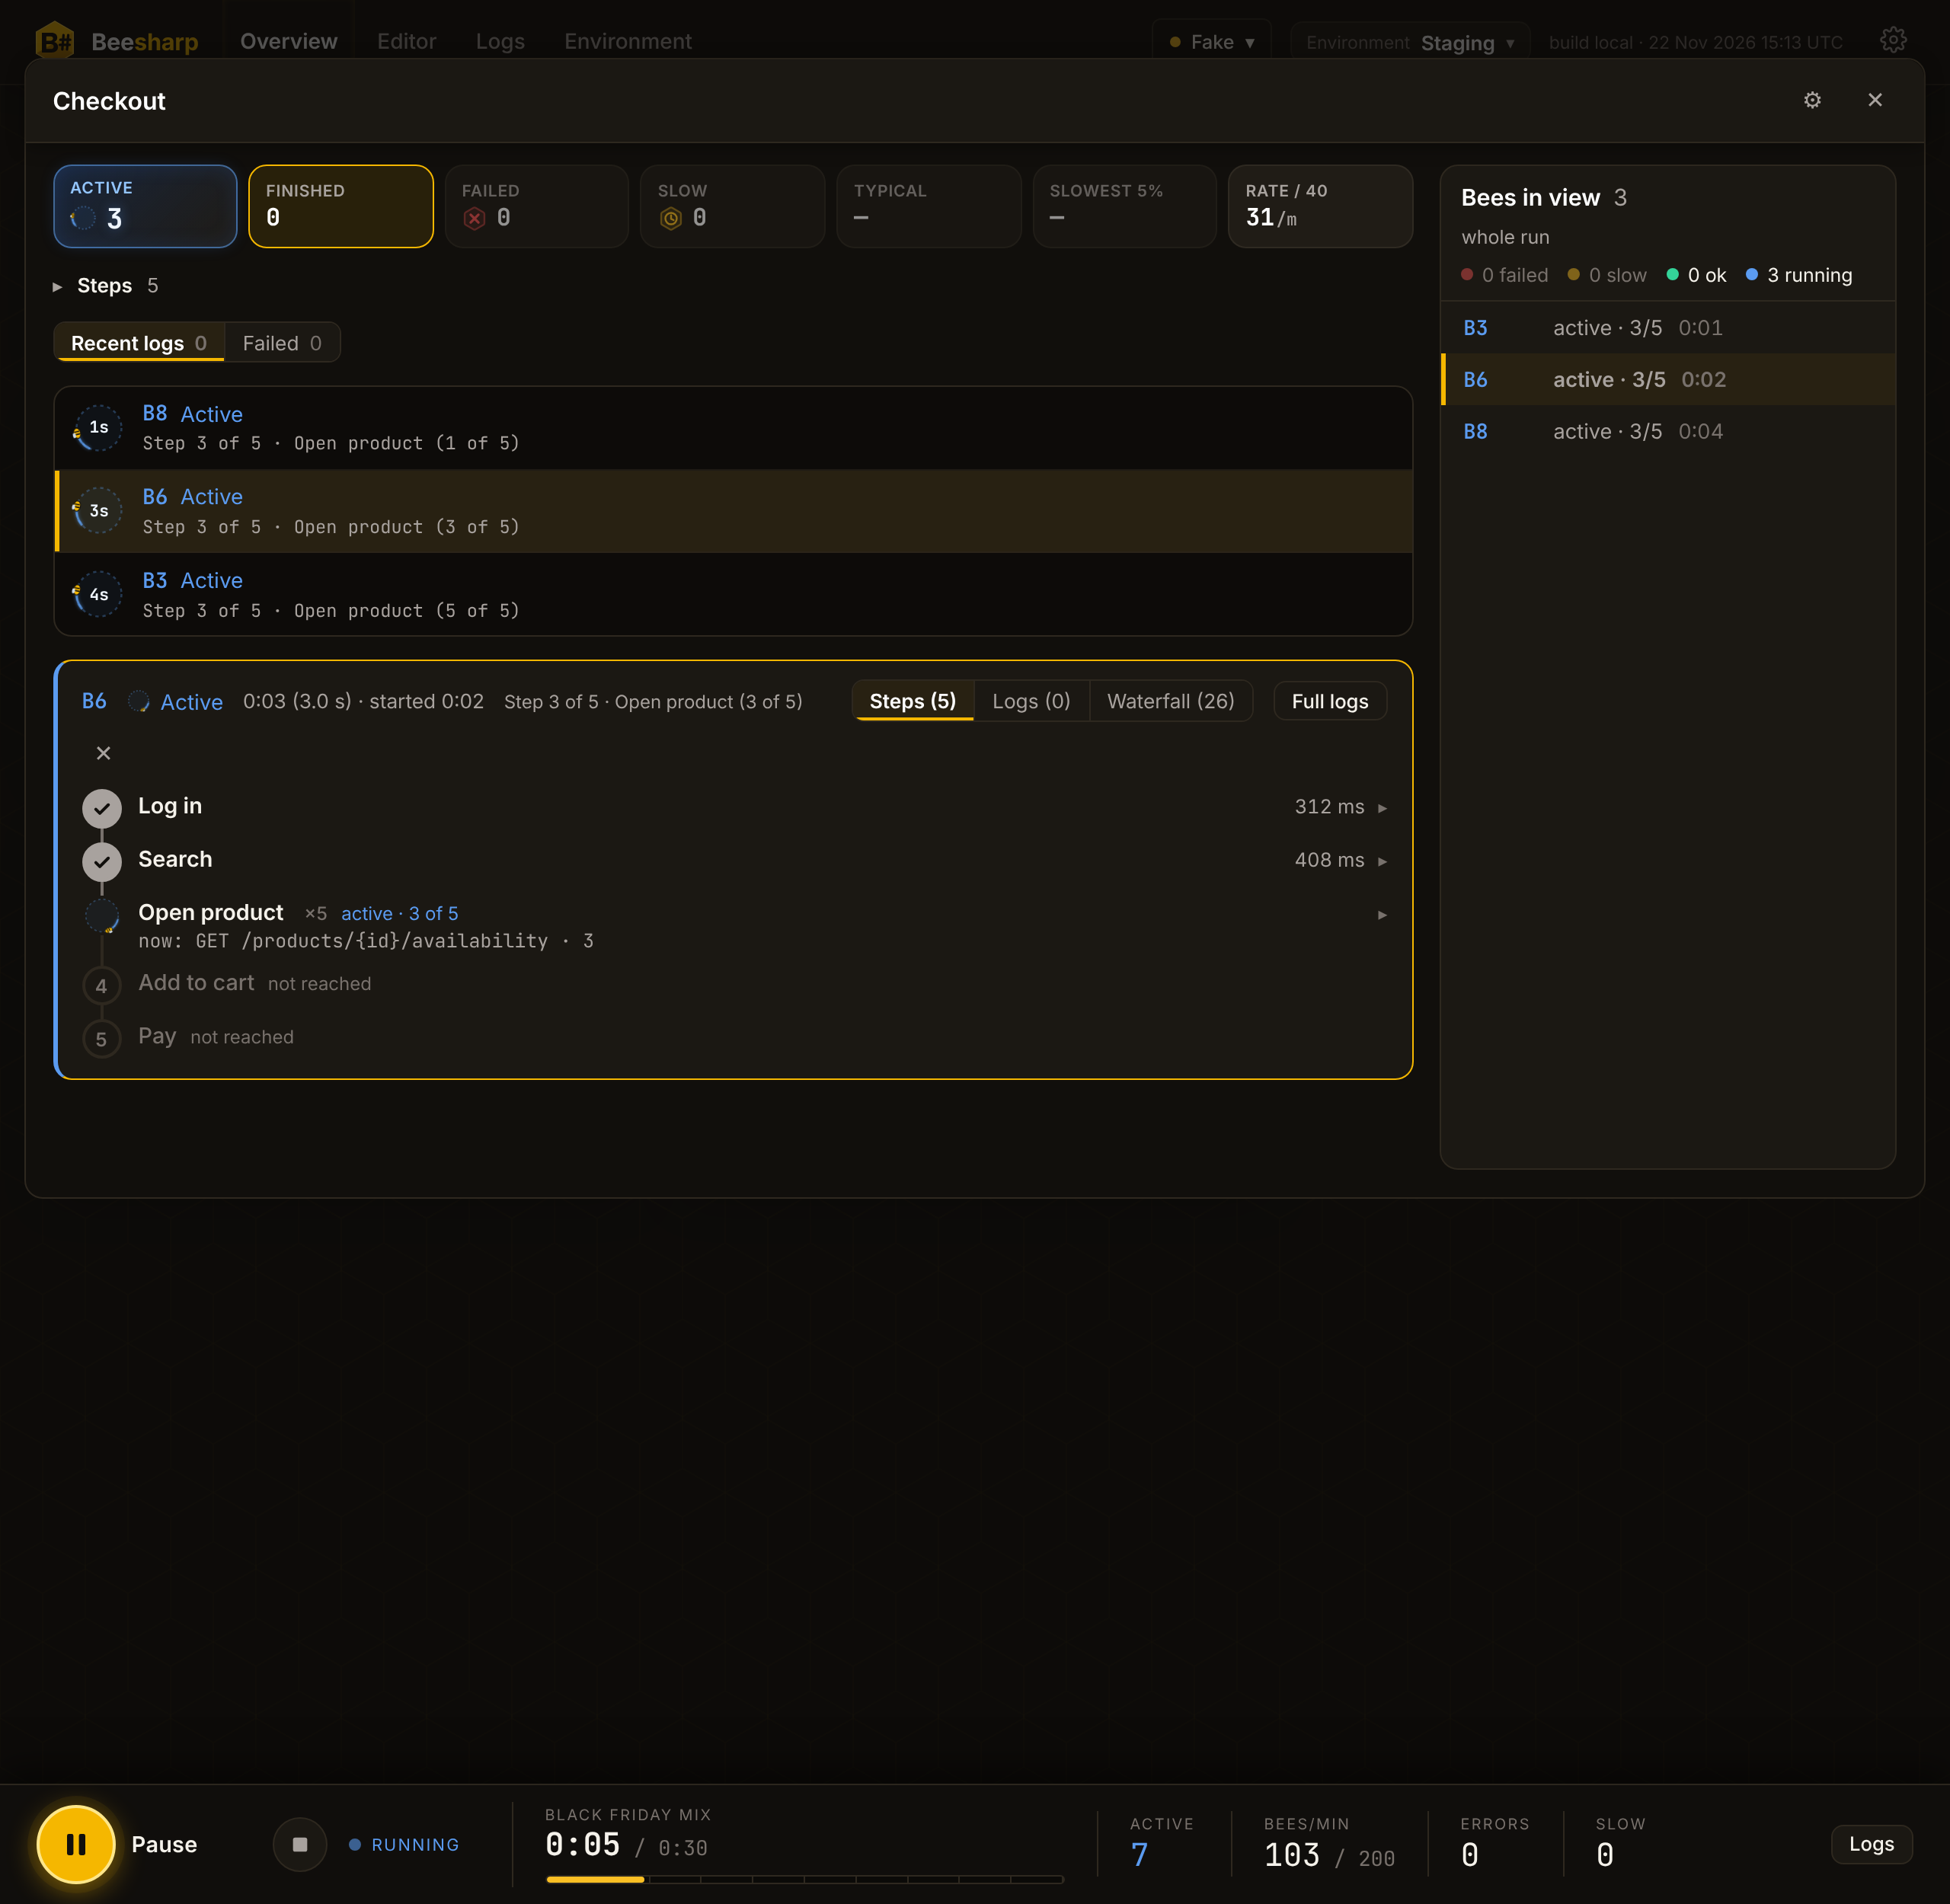 B# Beesharp Overview Editor Logs Environment Fake ▾ Environment Staging ▾ build local · 22 Nov 2026 15:13 UTC
Checkout
ACTIVE
3
FINISHED
0
FAILED
0
SLOW
0
TYPICAL
—
SLOWEST 5%
—
RATE / 40
31/m
▸ Steps 5
Recent logs 0 Failed 0
1s B8 Active
Step 3 of 5 · Open product (1 of 5)
3s B6 Active
Step 3 of 5 · Open product (3 of 5)
4s B3 Active
Step 3 of 5 · Open product (5 of 5)
B6 Active 0:03 (3.0 s) · started 0:02 Step 3 of 5 · Open product (3 of 5) Steps (5) Logs (0) Waterfall (26) Full logs
Log in 312 ms ▸
Search 408 ms ▸
Open product ×5 active · 3 of 5 ▸
now: GET /products/{id}/availability · 3
4 Add to cart not reached
5 Pay not reached
Bees in view 3
whole run
0 failed 0 slow 0 ok 3 running
B3 active · 3/5 0:01
B6 active · 3/5 0:02
B8 active · 3/5 0:04
Pause
RUNNING
BLACK FRIDAY MIX
0:05 / 0:30
ACTIVE
7
BEES/MIN
103 / 200
ERRORS
0
SLOW
0
Logs